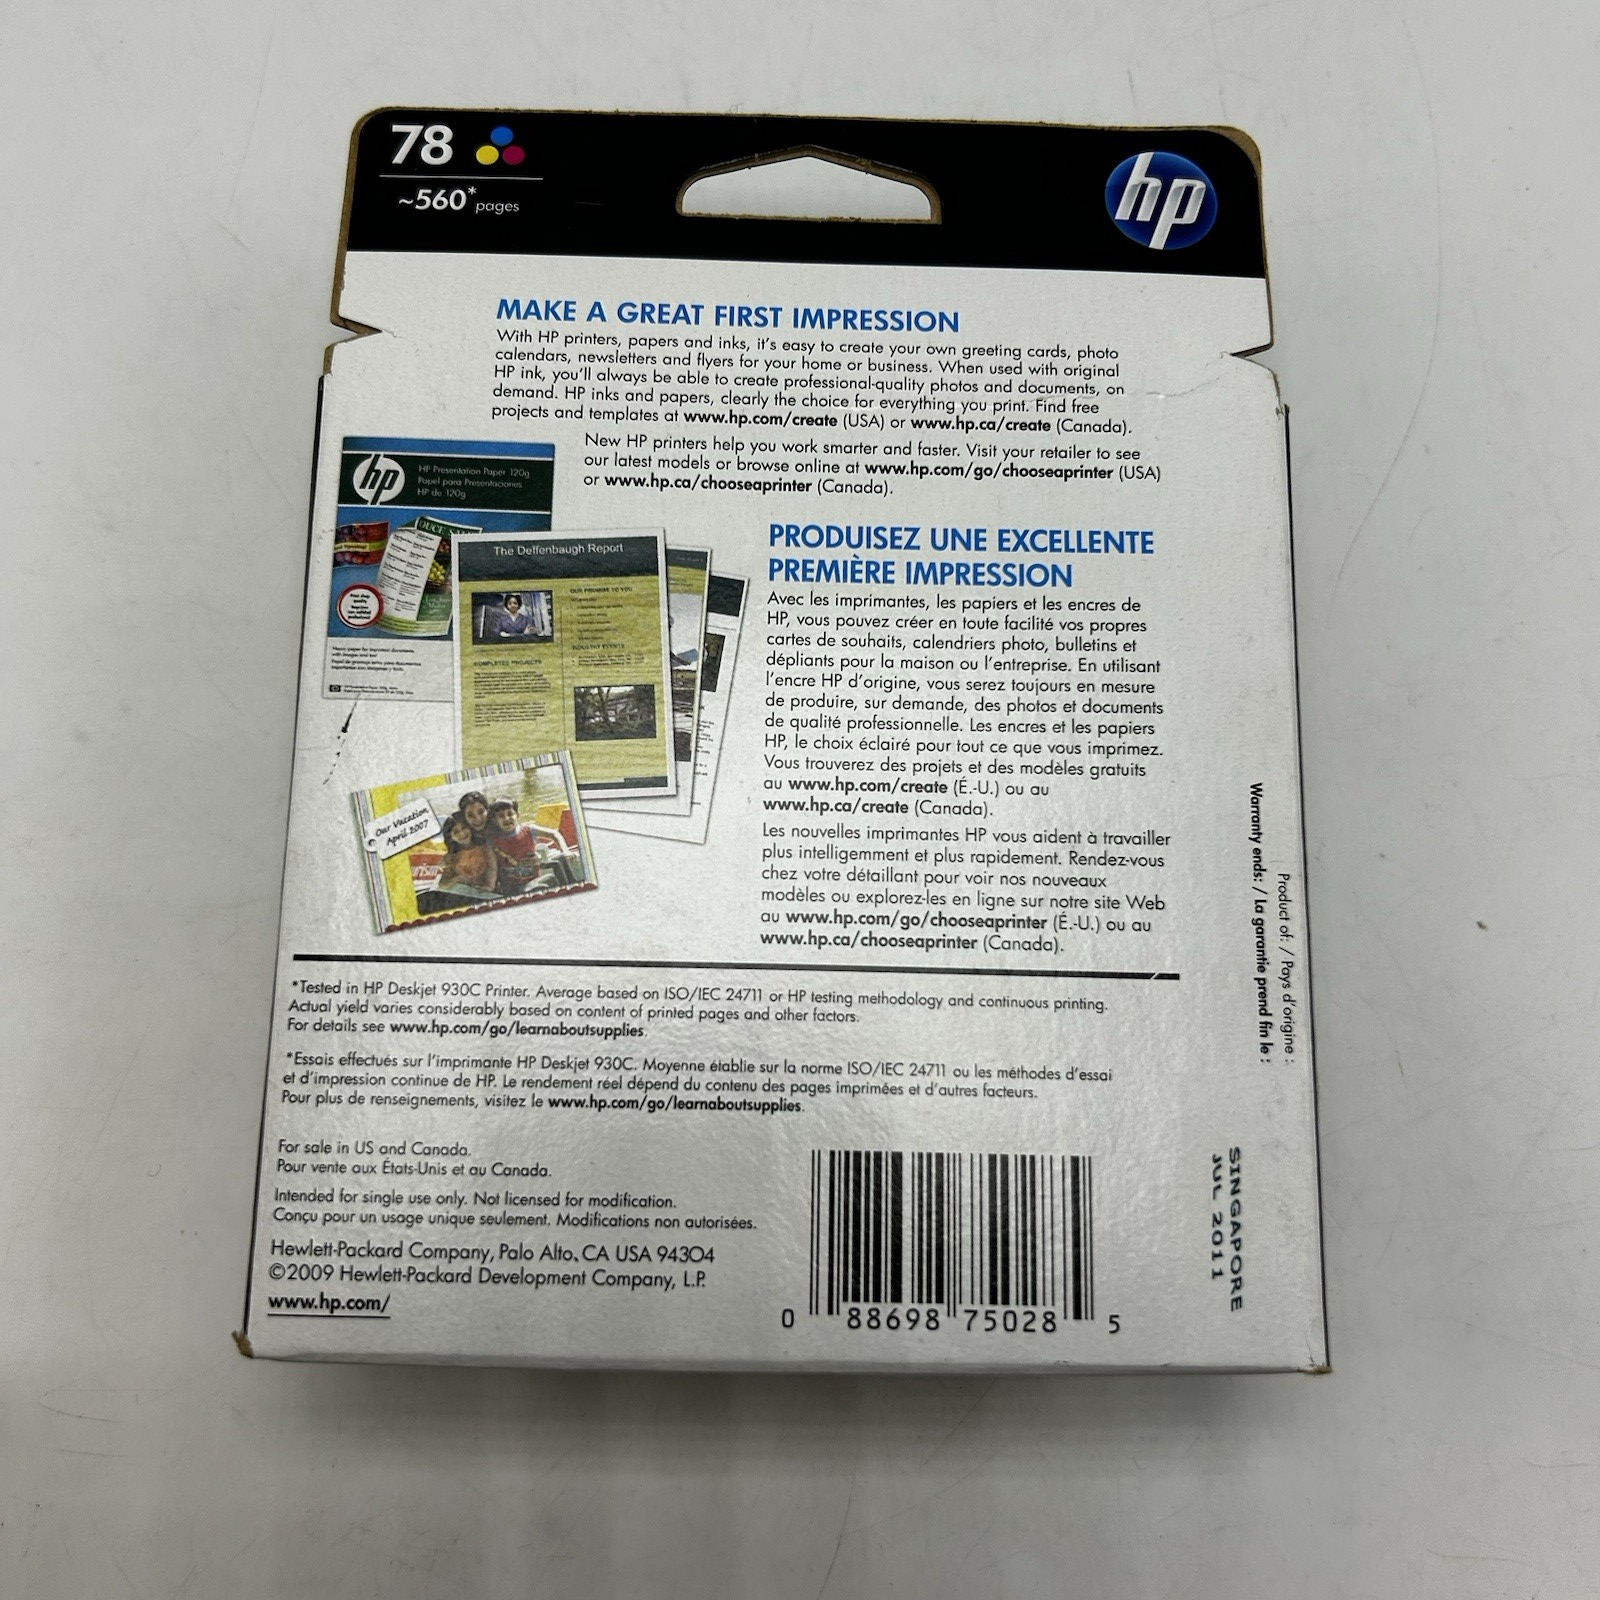 78
~560* pages
hp
MAKE A GREAT FIRST IMPRESSION
With HP printers, papers and inks, it's easy to create your own greeting cards, photo
calendars, newsletters and flyers for your home or business. When used with original
HP ink, you'll always be able to create professional-quality photos and documents, on
demand. HP inks and papers, clearly the choice for everything you print. Find free
projects and templates at www.hp.com/create (USA) or www.hp.ca/create (Canada).
New HP printers help you work smarter and faster. Visit your retailer to see
our latest models or browse online at www.hp.com/go/chooseaprinter (USA)
or www.hp.ca/chooseaprinter (Canada).
hp
HP Presentation Paper 120g
Papel para Presentaciones
HP de 120g
The Deffenbaugh Report
OUR PROMISE TO YOU
COMPLETED PROJECTS
INDUSTRY EVENTS
Our Vacation
April 2007
PRODUISEZ UNE EXCELLENTE
PREMIÈRE IMPRESSION
Avec les imprimantes, les papiers et les encres de
HP, vous pouvez créer en toute facilité vos propres
cartes de souhaits, calendriers photo, bulletins et
dépliants pour la maison ou l'entreprise. En utilisant
l'encre HP d'origine, vous serez toujours en mesure
de produire, sur demande, des photos et documents
de qualité professionnelle. Les encres et les papiers
HP, le choix éclairé pour tout ce que vous imprimez.
Vous trouverez des projets et des modèles gratuits
au www.hp.com/create (É.-U.) ou au
www.hp.ca/create (Canada).
Les nouvelles imprimantes HP vous aident à travailler
plus intelligemment et plus rapidement. Rendez-vous
chez votre détaillant pour voir nos nouveaux
modèles ou explorez-les en ligne sur notre site Web
au www.hp.com/go/chooseaprinter (É.-U.) ou au
www.hp.ca/chooseaprinter (Canada).
*Tested in HP Deskjet 930C Printer. Average based on ISO/IEC 24711 or HP testing methodology and continuous printing.
Actual yield varies considerably based on content of printed pages and other factors.
For details see www.hp.com/go/learnaboutsupplies.
*Essais effectués sur l'imprimante HP Deskjet 930C. Moyenne établie sur la norme ISO/IEC 24711 ou les méthodes d'essai
et d'impression continue de HP. Le rendement réel dépend du contenu des pages imprimées et d'autres facteurs.
Pour plus de renseignements, visitez le www.hp.com/go/learnaboutsupplies.
For sale in US and Canada.
Pour vente aux États-Unis et au Canada.
Intended for single use only. Not licensed for modification.
Conçu pour un usage unique seulement. Modifications non autorisées.
Hewlett-Packard Company, Palo Alto, CA USA 94304
©2009 Hewlett-Packard Development Company, L.P.
www.hp.com/
0 88698 75028 5
Product of: / Pays d'origine :
Warranty ends: / La garantie prend fin le :
SINGAPORE
JUL 2011